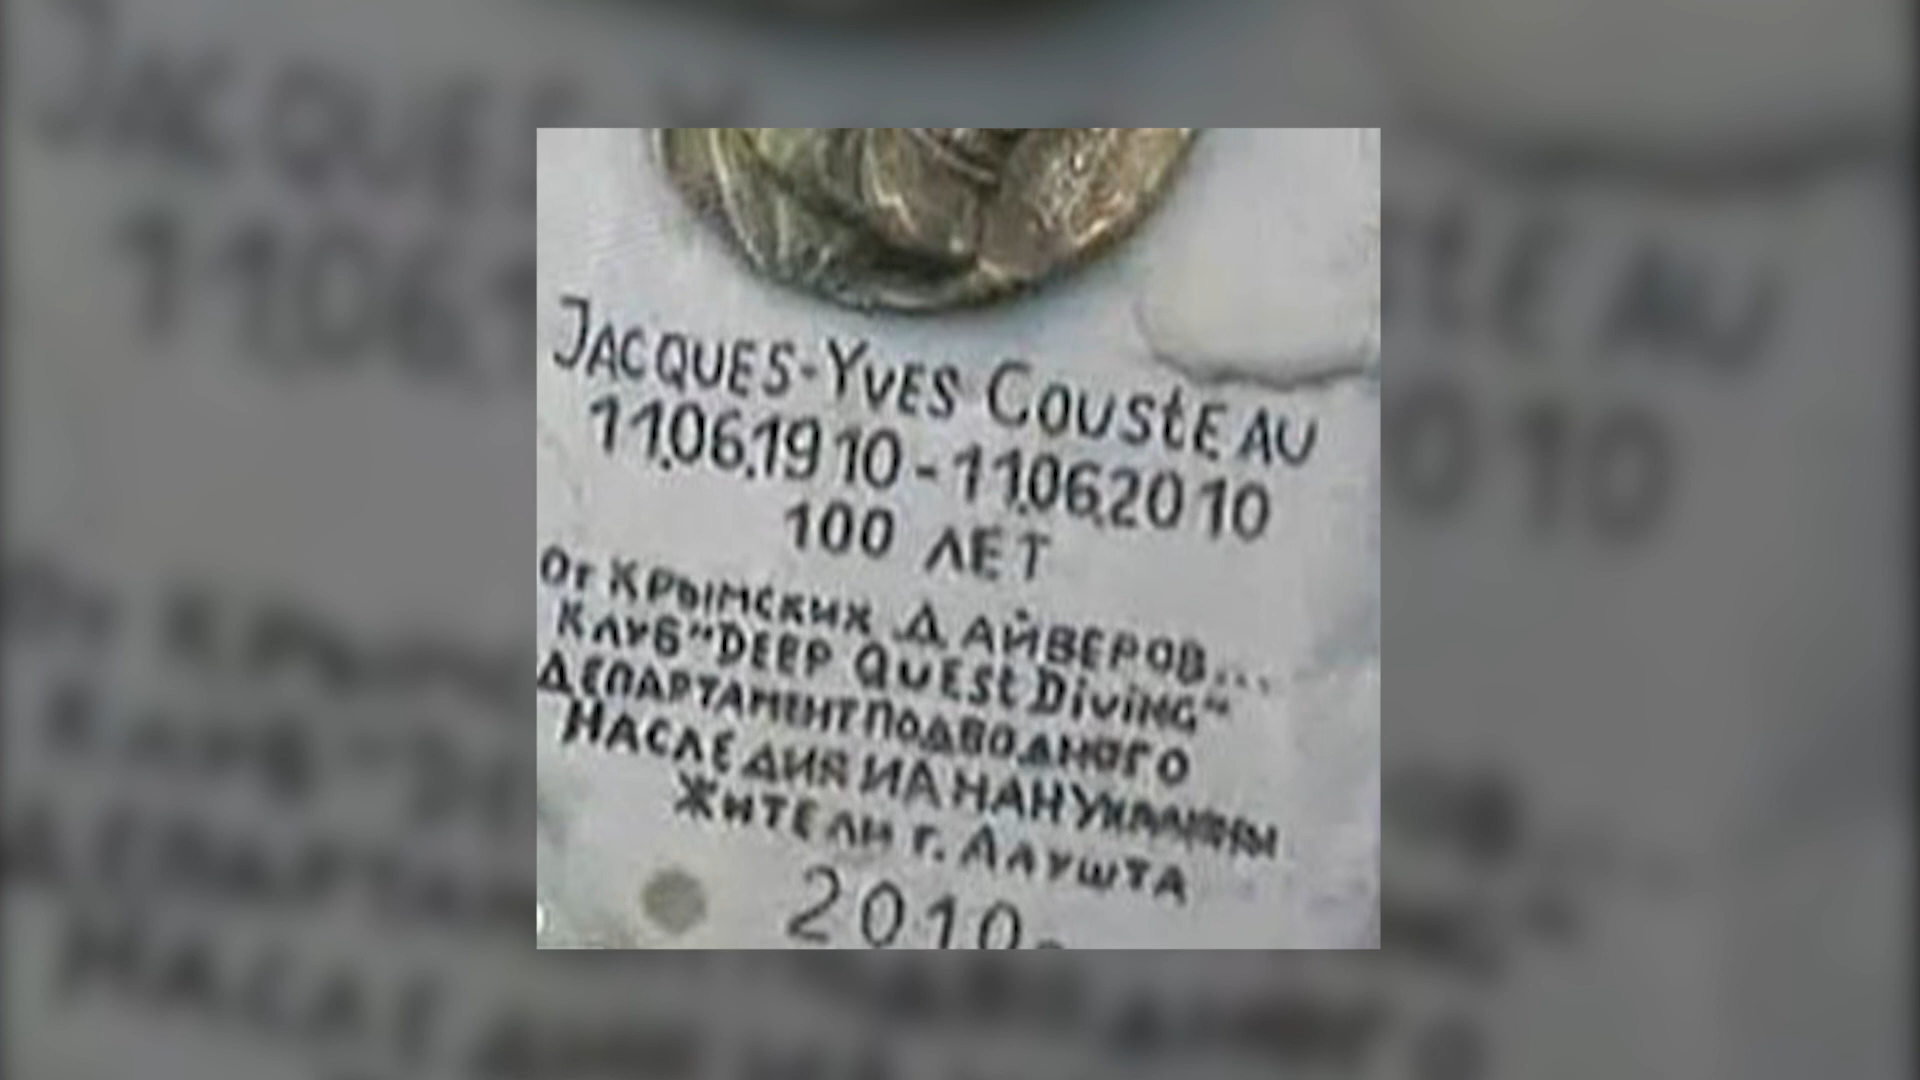 JACQUES-YVES COUSTEAU
11.06.1910 - 11.06.2010
100 ЛЕТ
От КРЫМСКИХ ДАЙВЕРОВ...
КЛУБ "DEEP QUEST DiViNG"
ДЕПАРТАМЕНТ ПОДВОДНОГО
НАСЛЕДИЯ ИА НАН УКРАИНЫ
ЖИТЕЛИ г. АЛУШТА
2010.